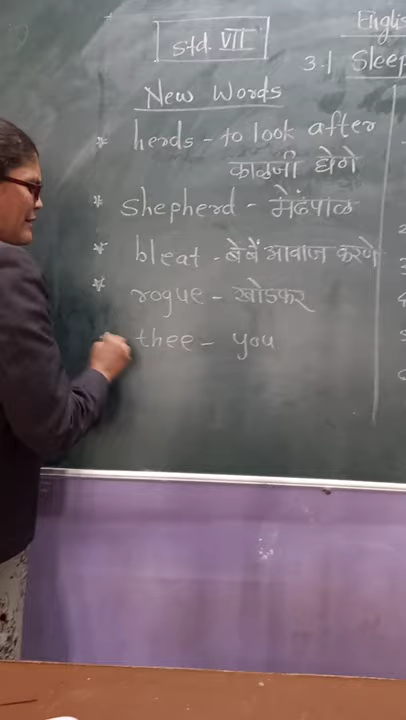 Std. VII
Englis
3.1 Sleep
New Words
* herds - to look after
काळजी घेणे
* shepherd - मेंढपाळ
* bleat - बेंबें आवाज करणे
* rogue - खोडकर
thee - you